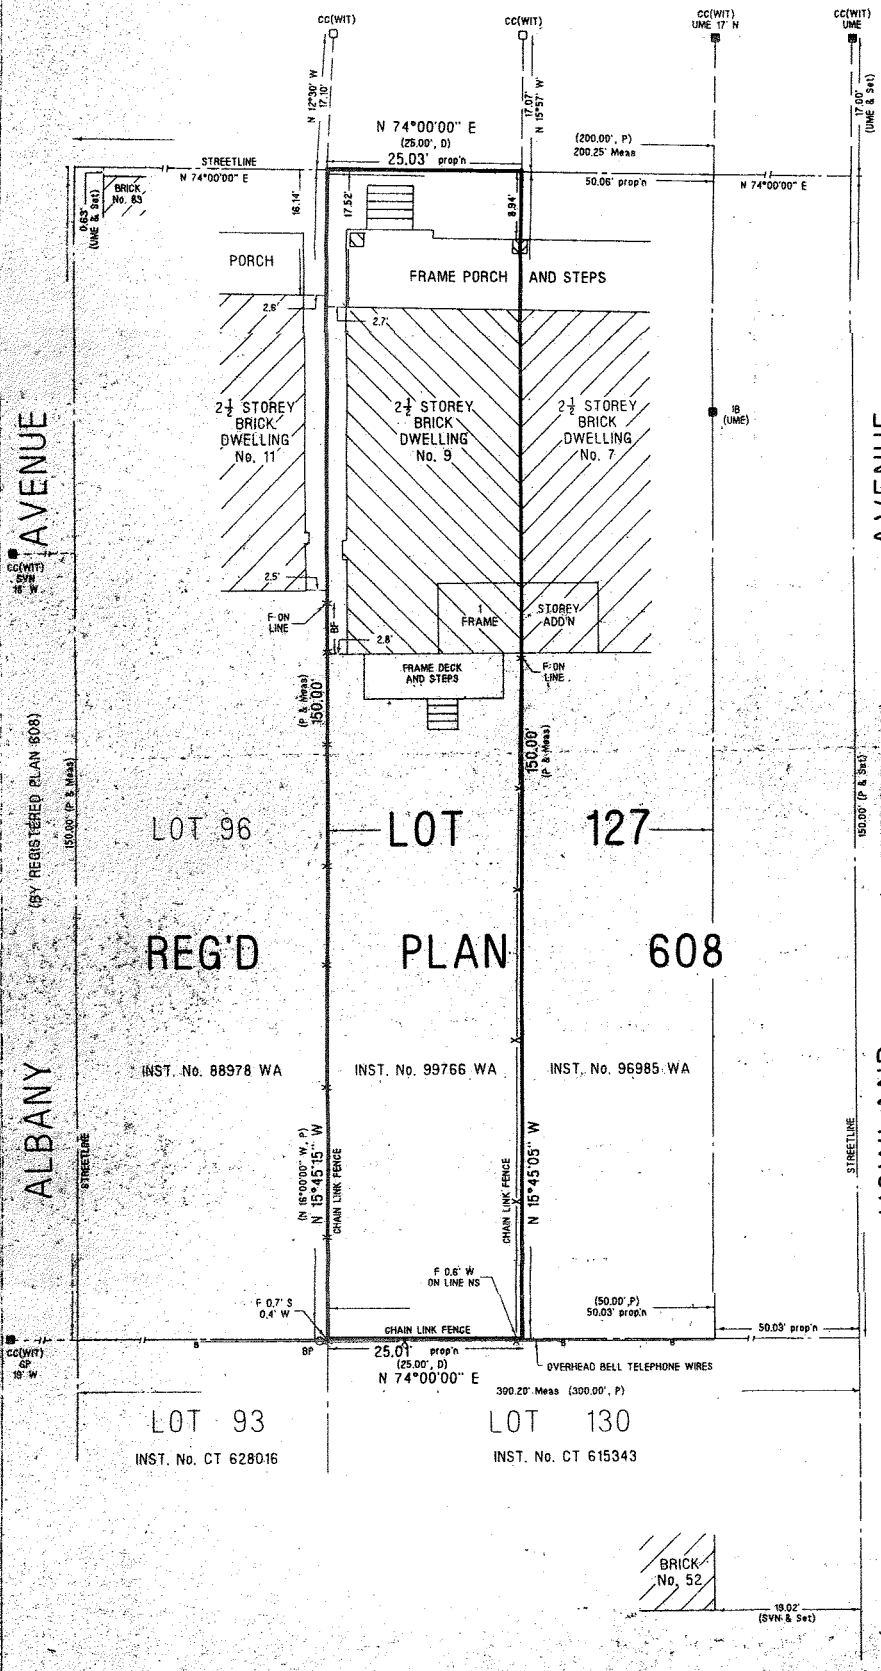 CC(WIT)
CC(WIT)
CC(WIT)
UME 17' N
CC(WIT)
UME
N 12°30' W
17.10'
17.07'
N 15°57' W
17.00'
(UME & Set)
N 74°00'00" E
(25.00', D)
25.03' prop'n
(200.00', P)
200.25' Meas
STREETLINE
N 74°00'00" E
50.06' prop'n
N 74°00'00" E
BRICK
No. 83
0.63'
(UME & Set)
16.14'
17.52'
8.94'
PORCH
FRAME PORCH AND STEPS
2.6'
2.7'
2½ STOREY
BRICK
DWELLING
No. 11
2½ STOREY
BRICK
DWELLING
No. 9
2½ STOREY
BRICK
DWELLING
No. 7
IB
(UME)
AVENUE
AVENUE
CC(WIT)
SVN
18' W
2.5'
F ON
LINE
BF
2.8'
1
FRAME
STOREY
ADD'N
FRAME DECK
AND STEPS
F ON
LINE
(P & Meas)
150.00'
150.00'
(P & Meas)
(BY REGISTERED PLAN 608)
150.00' (P & Meas)
150.00' (P & Set)
LOT 96
LOT 127
REG'D PLAN 608
INST. No. 88978 WA
INST. No. 99766 WA
INST. No. 96985 WA
ALBANY
STREETLINE
(N 16°00'00" W, P)
N 15°45'15" W
CHAIN LINK FENCE
CHAIN LINK FENCE
N 15°45'05" W
STREETLINE
F 0.6' W
ON LINE NS
F 0.7' S
0.4' W
(50.00', P)
50.03' prop'n
50.03' prop'n
CHAIN LINK FENCE
CC(WIT)
GP
18' W
BP
25.01' prop'n
(25.00', D)
N 74°00'00" E
OVERHEAD BELL TELEPHONE WIRES
300.20' Meas (300.00', P)
LOT 93
LOT 130
INST. No. CT 628016
INST. No. CT 615343
BRICK
No. 52
19.02'
(SVN & Set)